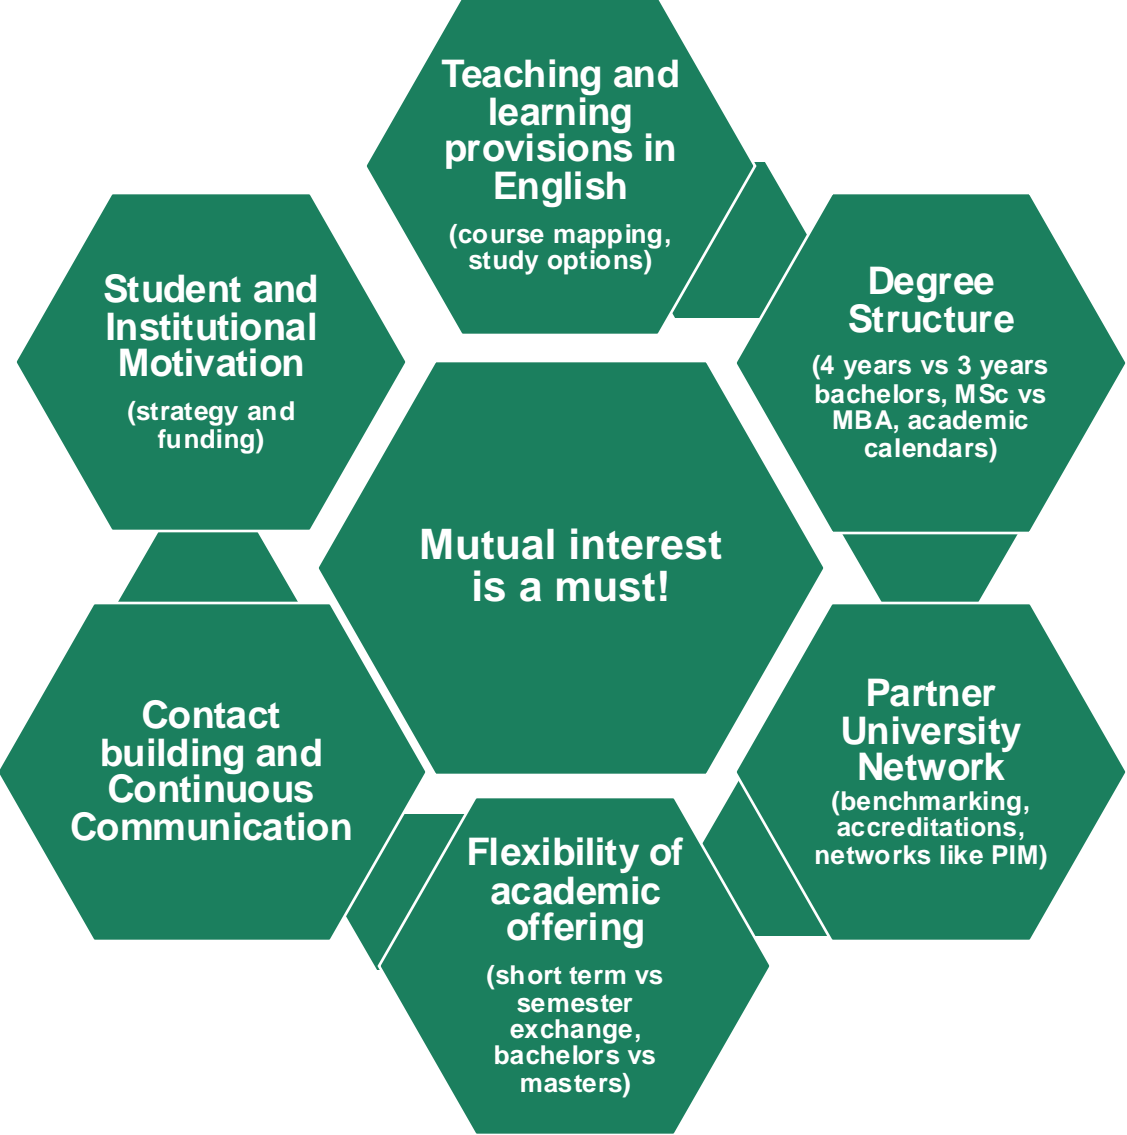 Teaching and
learning
provisions in
English
(course mapping,
study options)
Degree
Structure
(4 years vs 3 years
bachelors, MSc vs
MBA, academic
calendars)
Partner
University
Network
(benchmarking,
accreditations,
networks like PIM)
Flexibility of
academic
offering
(short term vs
semester
exchange,
bachelors vs
masters)
Contact
building and
Continuous
Communication
Student and
Institutional
Motivation
(strategy and
funding)
Mutual interest
is a must!